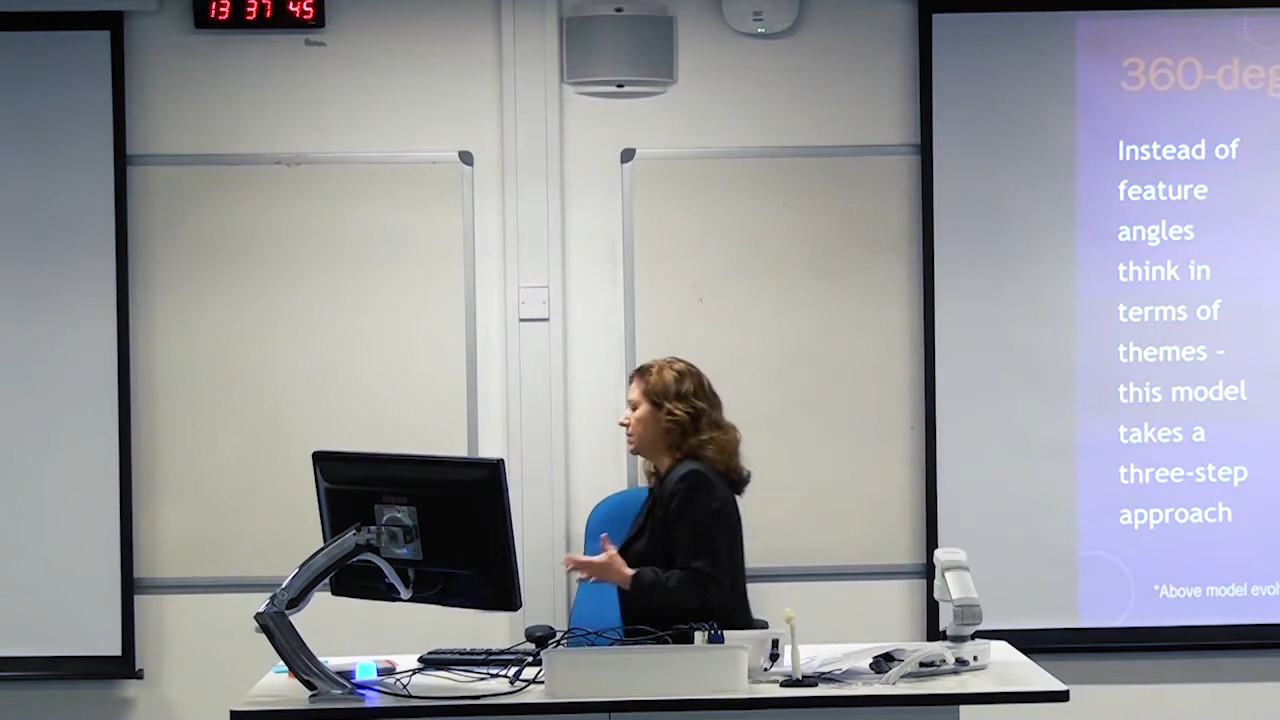 13 37 45
360-deg
Instead of
feature
angles
think in
terms of
themes -
this model
takes a
three-step
approach
*Above model evol